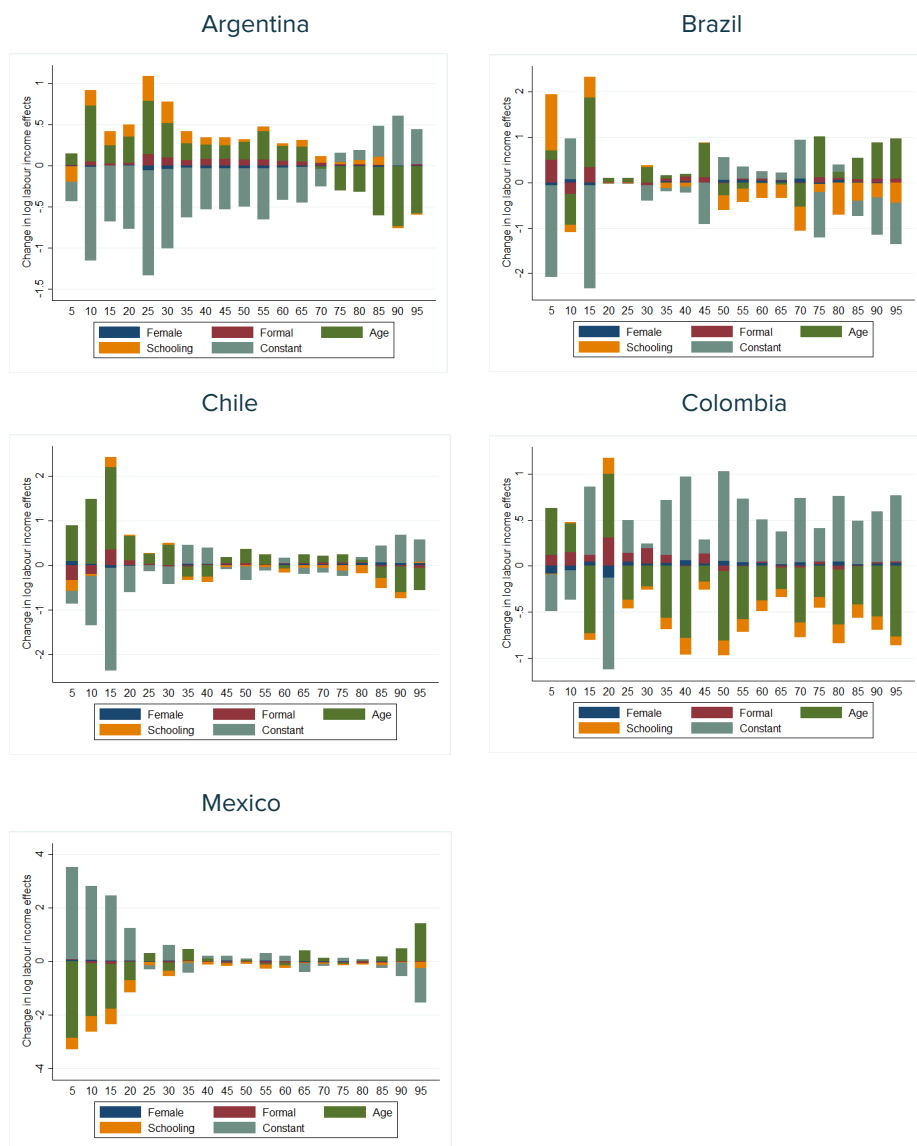 Argentina
Change in log labour income effects
1
.5
0
-.5
-1
-1.5
5 10 15 20 25 30 35 40 45 50 55 60 65 70 75 80 85 90 95
Female Formal Age
Schooling Constant
Brazil
Change in log labour income effects
2
1
0
-1
-2
5 10 15 20 25 30 35 40 45 50 55 60 65 70 75 80 85 90 95
Female Formal Age
Schooling Constant
Chile
Change in log labour income effects
2
1
0
-1
-2
5 10 15 20 25 30 35 40 45 50 55 60 65 70 75 80 85 90 95
Female Formal Age
Schooling Constant
Colombia
Change in log labour income effects
1
.5
0
-.5
-1
5 10 15 20 25 30 35 40 45 50 55 60 65 70 75 80 85 90 95
Female Formal Age
Schooling Constant
Mexico
Change in log labour income effects
4
2
0
-2
-4
5 10 15 20 25 30 35 40 45 50 55 60 65 70 75 80 85 90 95
Female Formal Age
Schooling Constant